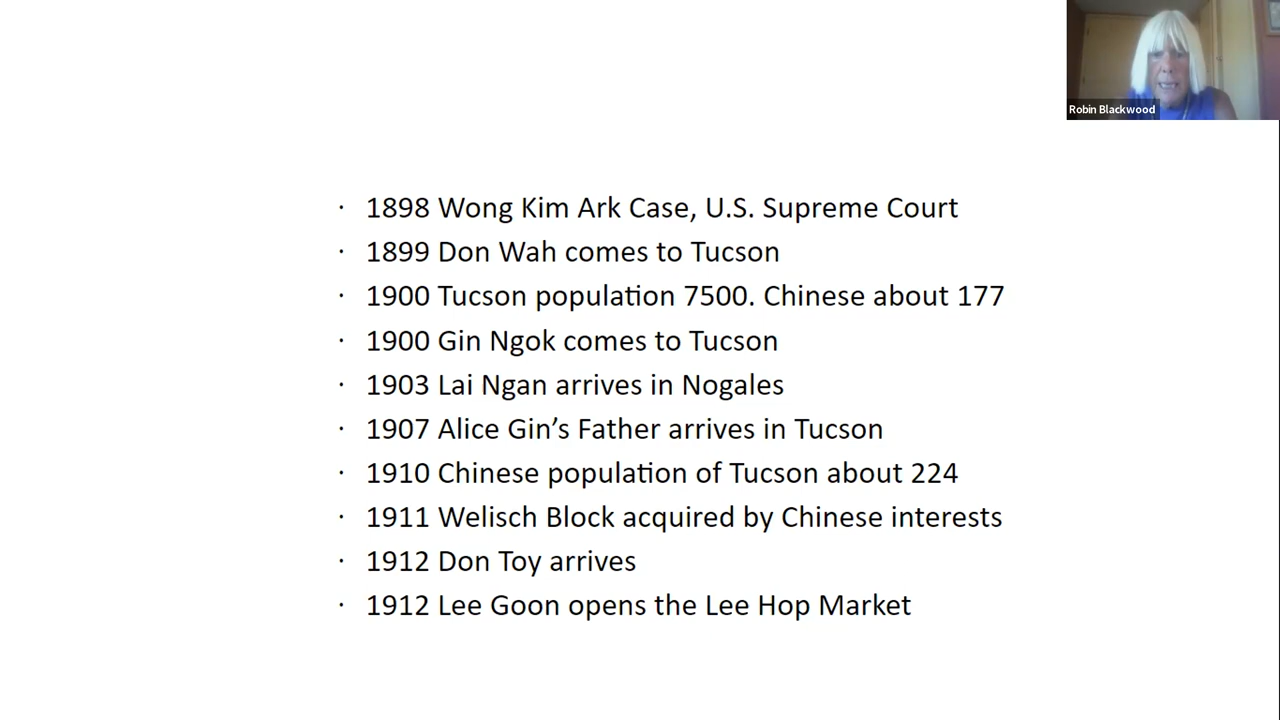 Robin Blackwood
· 1898 Wong Kim Ark Case, U.S. Supreme Court
· 1899 Don Wah comes to Tucson
· 1900 Tucson population 7500. Chinese about 177
· 1900 Gin Ngok comes to Tucson
· 1903 Lai Ngan arrives in Nogales
· 1907 Alice Gin’s Father arrives in Tucson
· 1910 Chinese population of Tucson about 224
· 1911 Welisch Block acquired by Chinese interests
· 1912 Don Toy arrives
· 1912 Lee Goon opens the Lee Hop Market